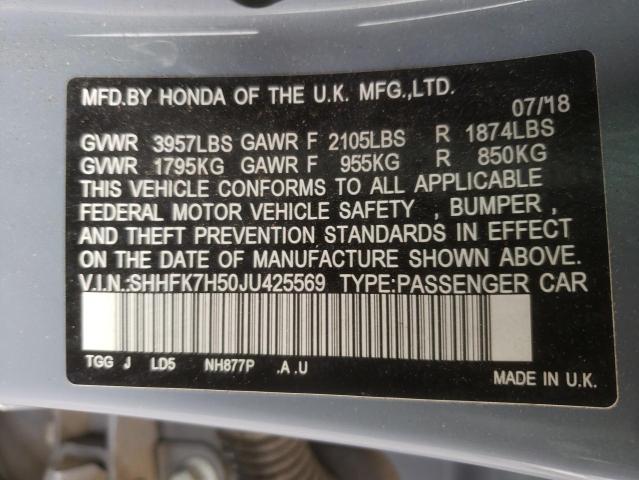 MFD.BY HONDA OF THE U.K. MFG.,LTD.
07/18
GVWR 3957LBS GAWR F 2105LBS R 1874LBS
GVWR 1795KG GAWR F 955KG R 850KG
THIS VEHICLE CONFORMS TO ALL APPLICABLE
FEDERAL MOTOR VEHICLE SAFETY , BUMPER ,
AND THEFT PREVENTION STANDARDS IN EFFECT
ON THE DATE OF MANUFACTURE SHOWN ABOVE.
V.I.N.:SHHFK7H50JU425569 TYPE:PASSENGER CAR
TGG J LD5 NH877P .A .U
MADE IN U.K.